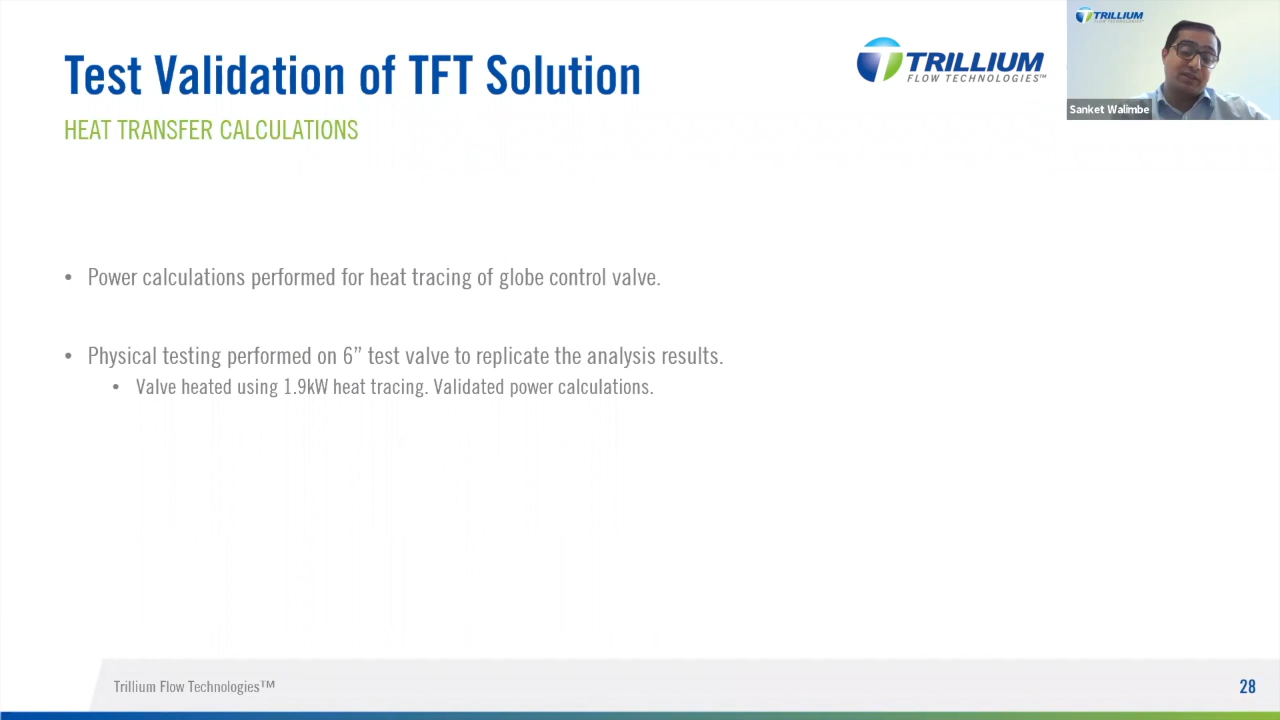 Test Validation of TFT Solution
HEAT TRANSFER CALCULATIONS
TRILLIUM
FLOW TECHNOLOGIES™
TRILLIUM
FLOW TECHNOLOGIES
Sanket Walimbe
• Power calculations performed for heat tracing of globe control valve.
• Physical testing performed on 6” test valve to replicate the analysis results.
• Valve heated using 1.9kW heat tracing. Validated power calculations.
Trillium Flow Technologies™
28